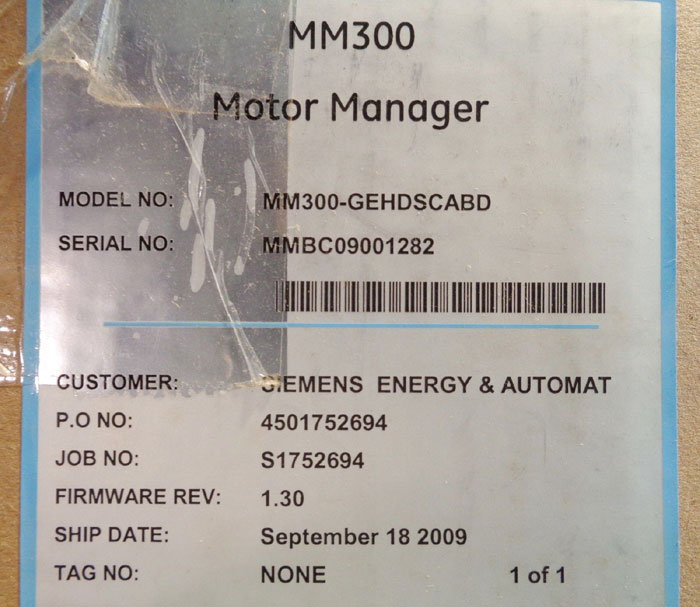 MM300
Motor Manager
MODEL NO: MM300-GEHDSCABD
SERIAL NO: MMBC09001282
CUSTOMER: SIEMENS ENERGY & AUTOMAT
P.O NO: 4501752694
JOB NO: S1752694
FIRMWARE REV: 1.30
SHIP DATE: September 18 2009
TAG NO: NONE 1 of 1